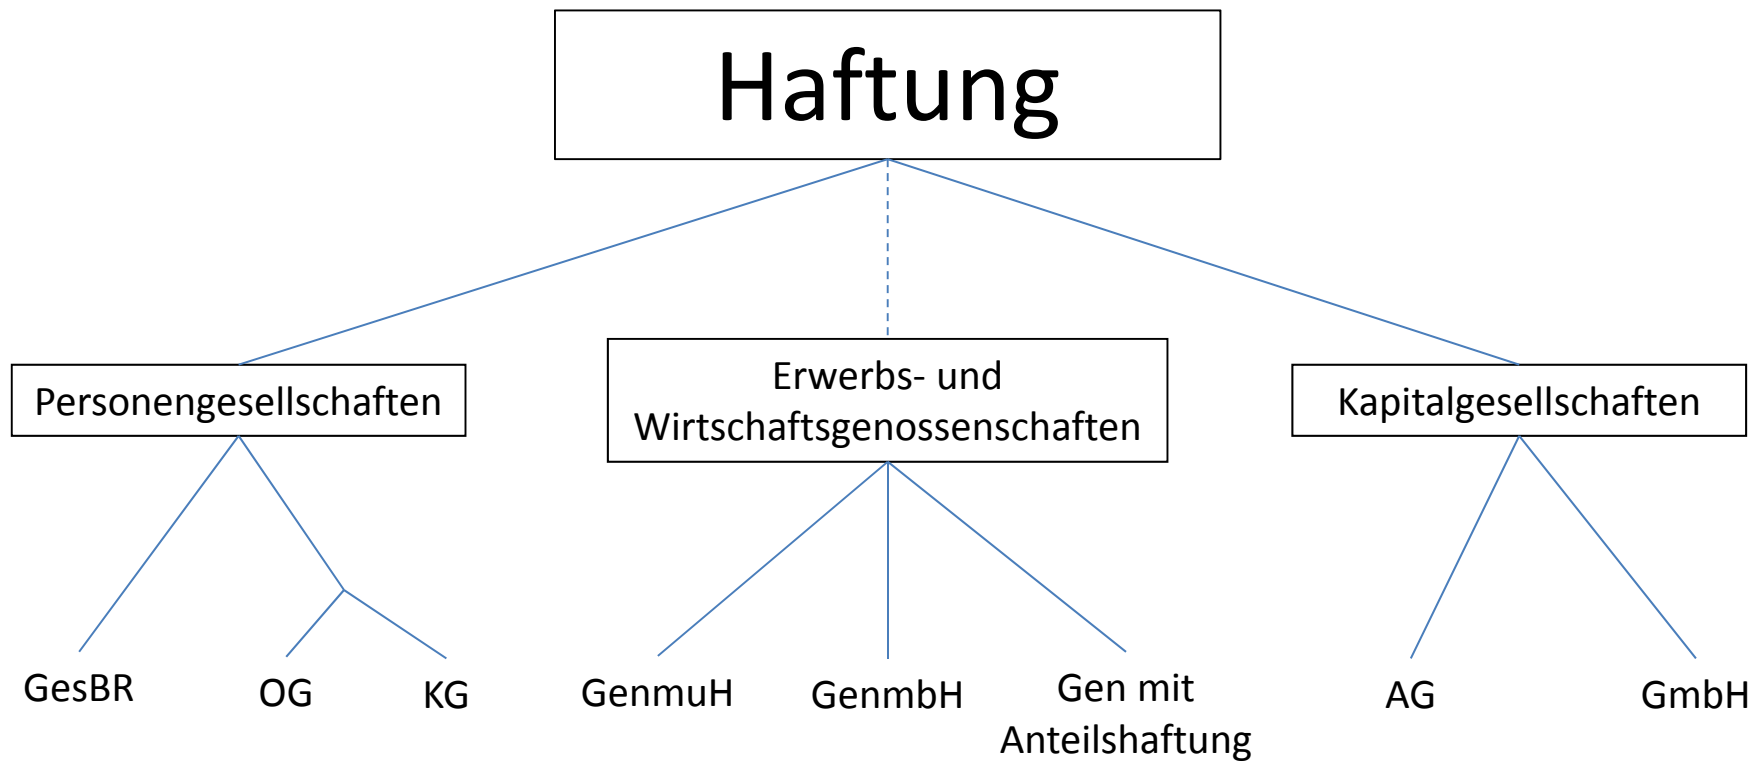 Haftung
Personengesellschaften
Erwerbs- und
Wirtschaftsgenossenschaften
Kapitalgesellschaften
GesBR
OG
KG
GenmuH
GenmbH
Gen mit
Anteilshaftung
AG
GmbH